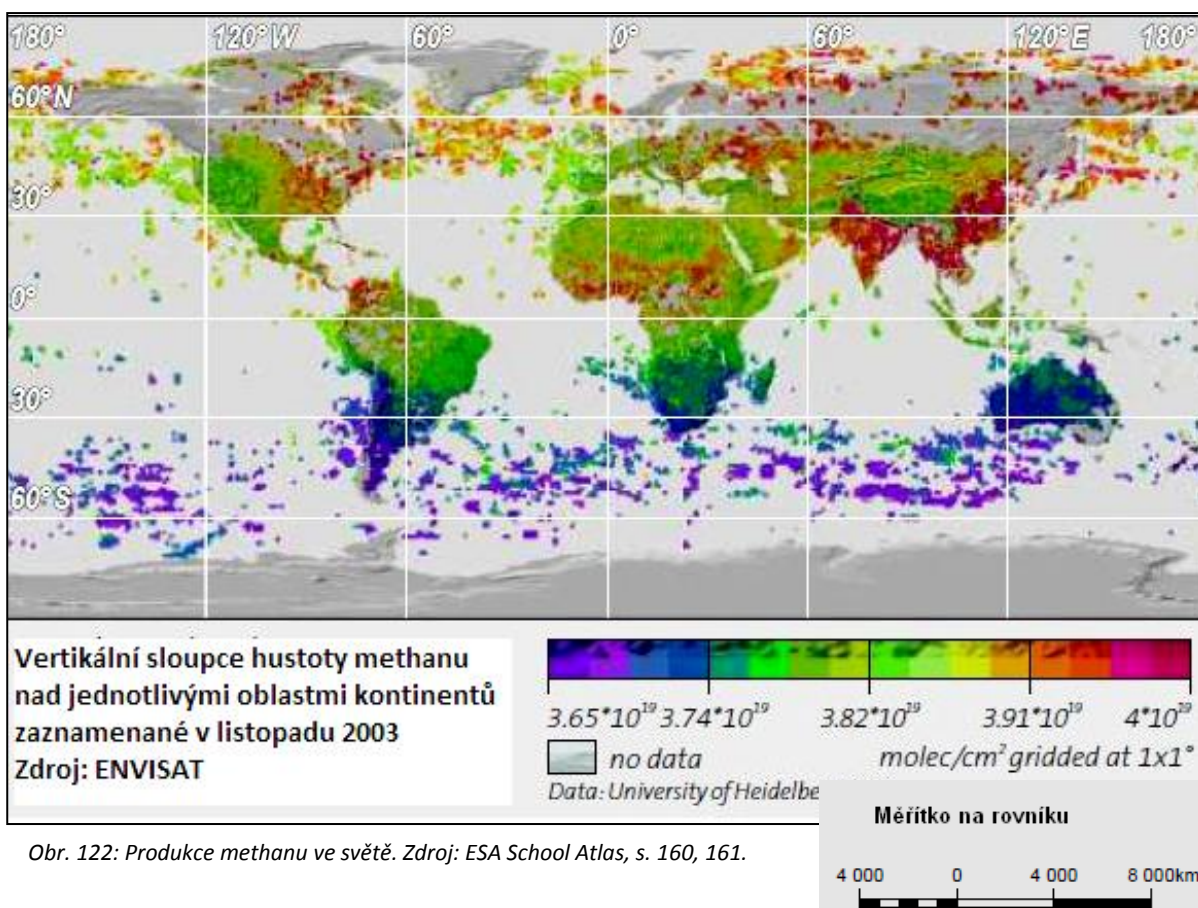 180° 120° W 60° 0° 60° 120° E 180°
60° N
30°
0°
30°
60° S
Vertikální sloupce hustoty methanu
nad jednotlivými oblastmi kontinentů
zaznamenané v listopadu 2003
Zdroj: ENVISAT
3.65*10¹⁹ 3.74*10¹⁹ 3.82*10¹⁹ 3.91*10¹⁹ 4*10¹⁹
no data molec/cm² gridded at 1x1°
Data: University of Heidelbe
Měřítko na rovníku
Obr. 122: Produkce methanu ve světě. Zdroj: ESA School Atlas, s. 160, 161.
4 000 0 4 000 8 000km